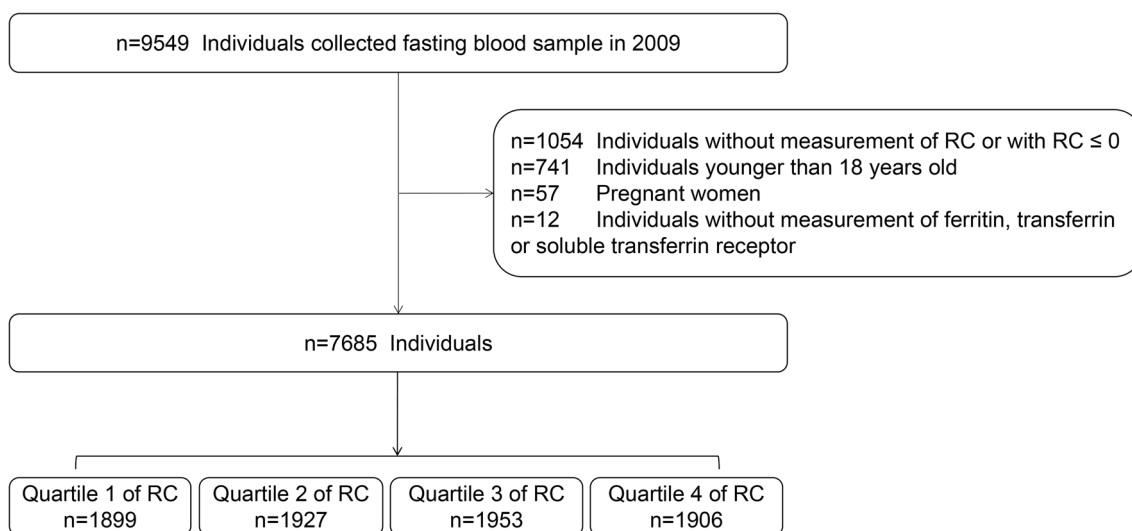 n=9549 Individuals collected fasting blood sample in 2009
n=1054 Individuals without measurement of RC or with RC ≤ 0
n=741 Individuals younger than 18 years old
n=57 Pregnant women
n=12 Individuals without measurement of ferritin, transferrin
or soluble transferrin receptor
n=7685 Individuals
Quartile 1 of RC
n=1899
Quartile 2 of RC
n=1927
Quartile 3 of RC
n=1953
Quartile 4 of RC
n=1906